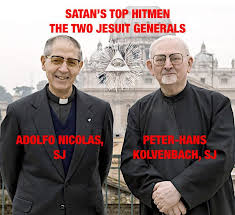 SATAN'S TOP HITMEN
THE TWO JESUIT GENERALS
ADOLFO NICOLAS,
SJ
PETER-HANS
KOLVENBACH, SJ